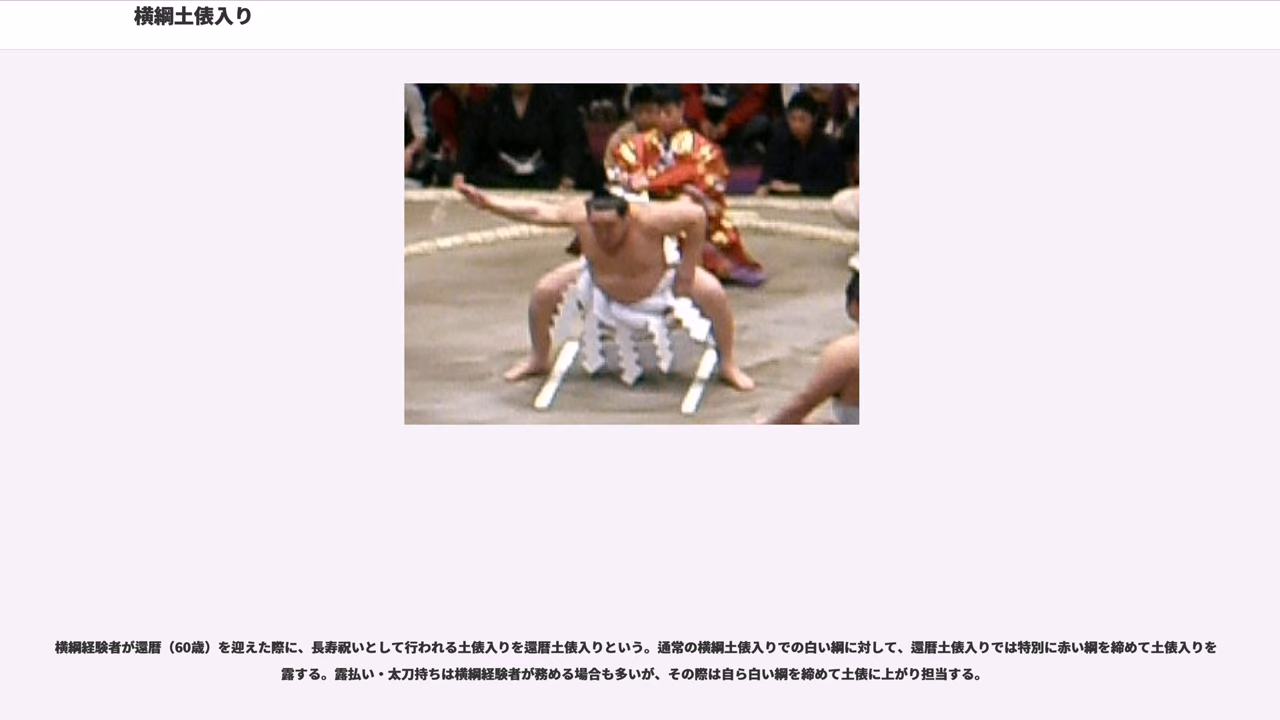 横綱土俵入り
横綱経験者が還暦（60歳）を迎えた際に、長寿祝いとして行われる土俵入りを還暦土俵入りという。通常の横綱土俵入りでの白い綱に対して、還暦土俵入りでは特別に赤い綱を締めて土俵入りを
露する。露払い・太刀持ちは横綱経験者が務める場合も多いが、その際は自ら白い綱を締めて土俵に上がり担当する。